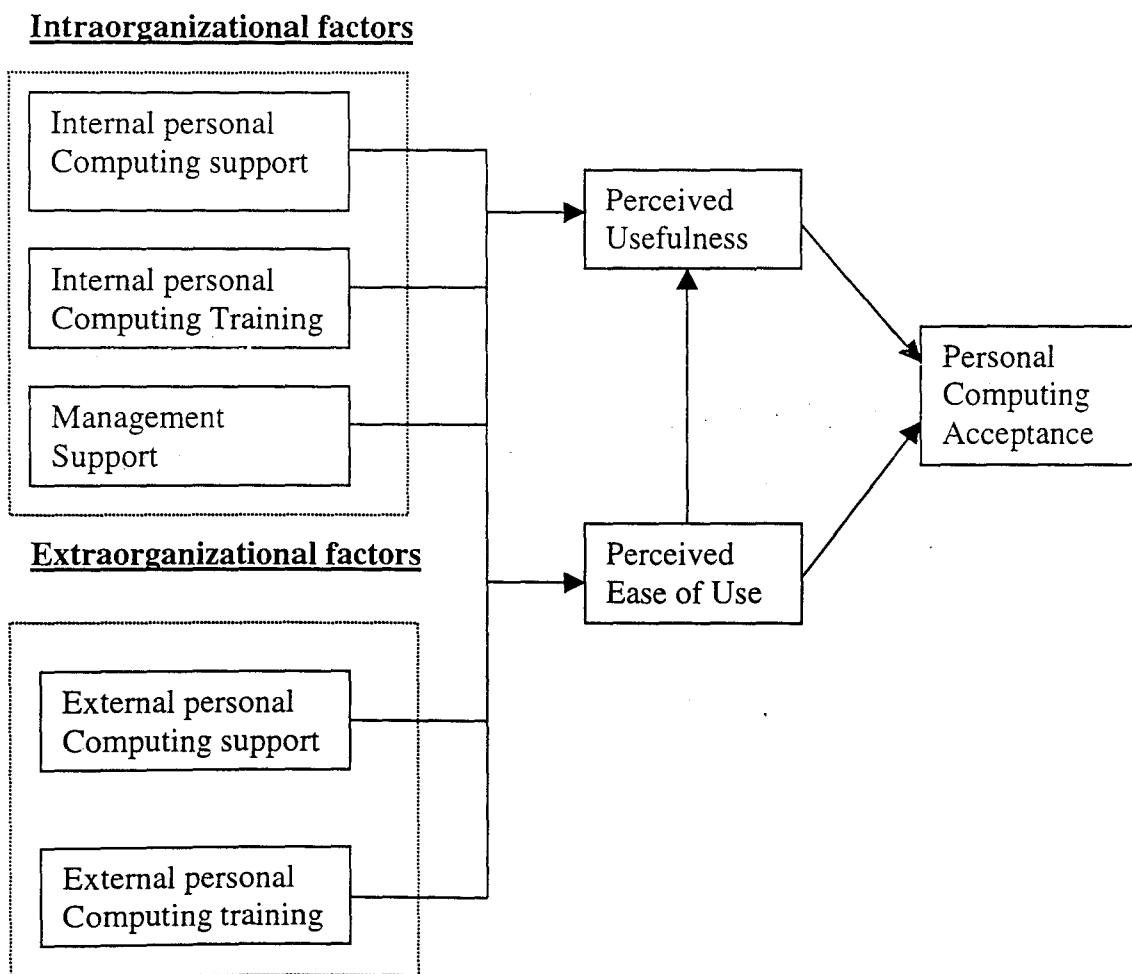 Intraorganizational factors
Internal personal
Computing support
Internal personal
Computing Training
Management
Support
Extraorganizational factors
External personal
Computing support
External personal
Computing training
Perceived
Usefulness
Perceived
Ease of Use
Personal
Computing
Acceptance